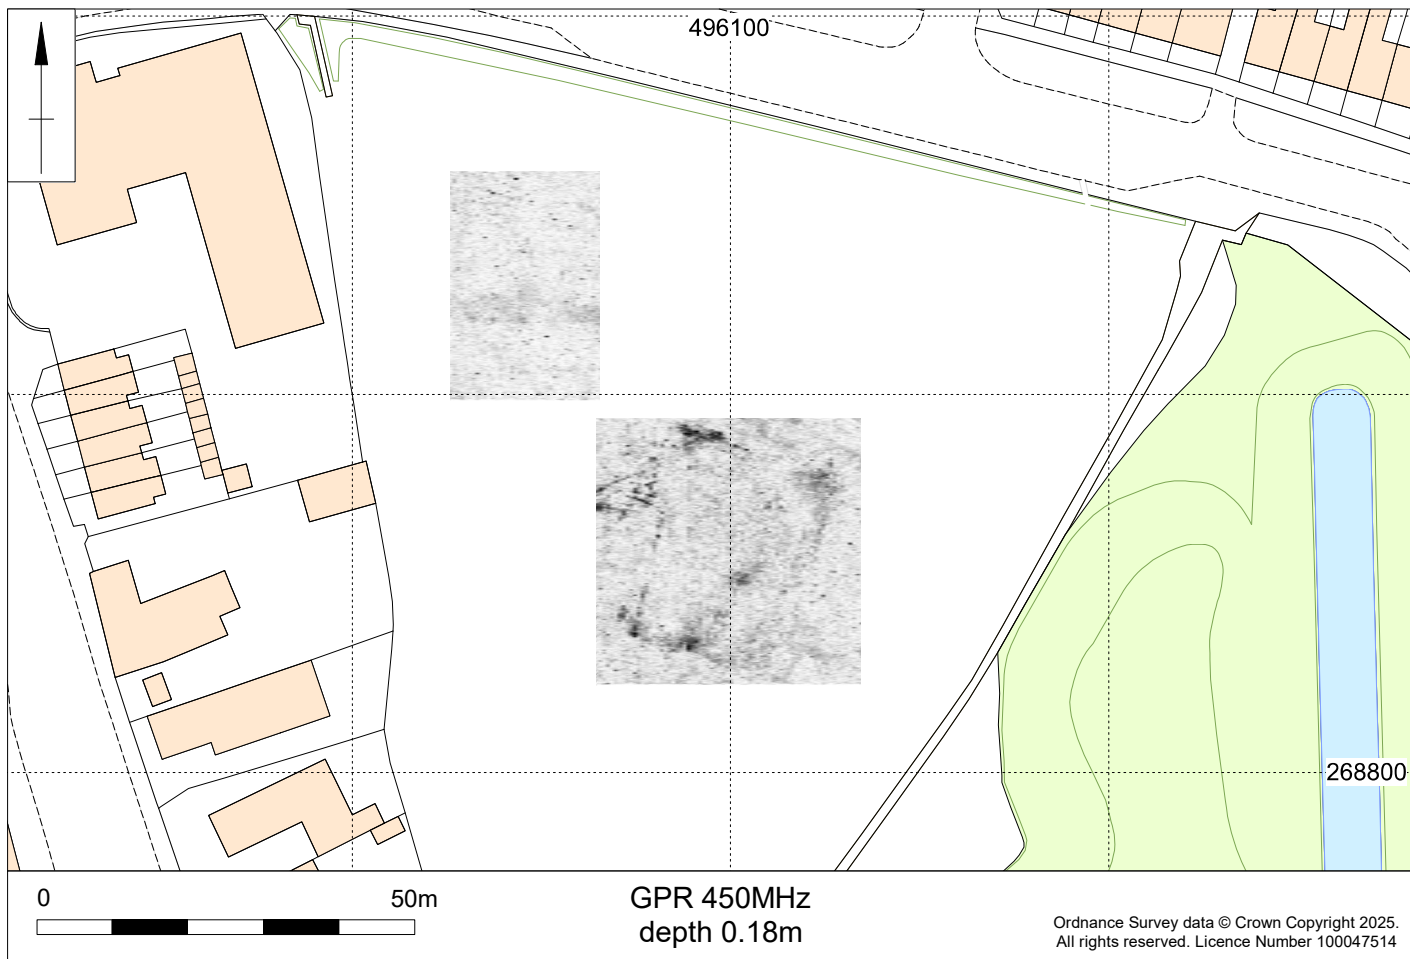 496100
268800
0 50m
GPR 450MHz
depth 0.18m
Ordnance Survey data © Crown Copyright 2025.
All rights reserved. Licence Number 100047514